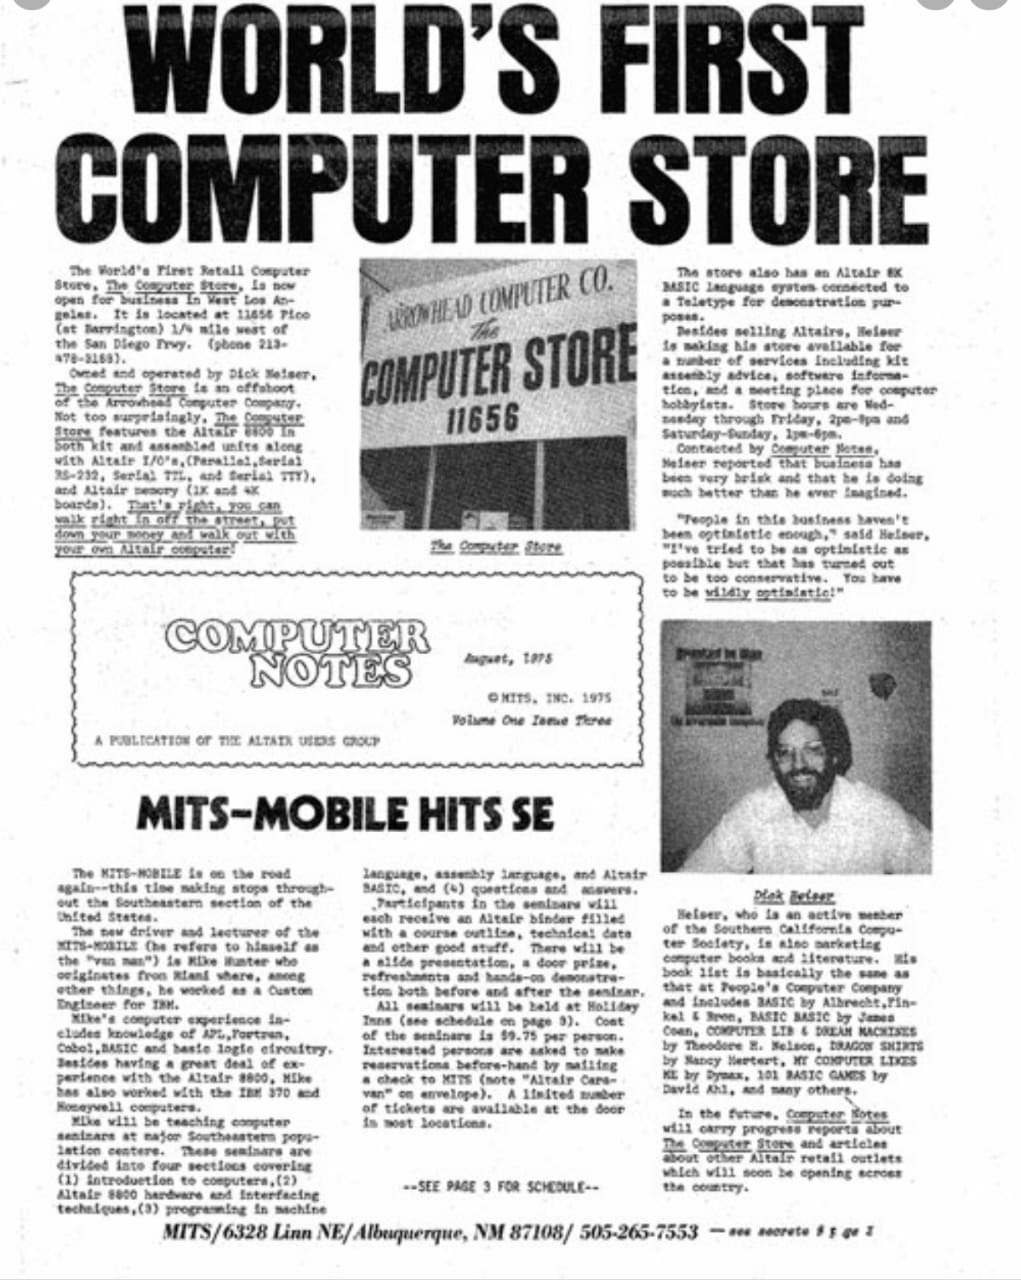 WORLD'S FIRST
COMPUTER STORE
The World's First Retail Computer
Store, The Computer Store, is now
open for business in West Los An-
geles. It is located at 11656 Pico
(at Barrington) 1/4 mile west of
the San Diego Frwy. (phone 213-
478-3168).
Owned and operated by Dick Heiser,
The Computer Store is an offshoot
of the Arrowhead Computer Company.
Not too surprisingly, The Computer
Store features the Altair 8800 in
both kit and assembled units along
with Altair I/O's,(Parallel,Serial
RS-232, Serial TTL, and Serial TTY),
and Altair memory (1K and 4K
boards). That's right, you can
walk right in off the street, put
down your money and walk out with
your own Altair computer!
ARROWHEAD COMPUTER CO.
The
COMPUTER STORE
11656
The Computer Store
The store also has an Altair 8K
BASIC language system connected to
a Teletype for demonstration pur-
poses.
Besides selling Altairs, Heiser
is making his store available for
a number of services including kit
assembly advice, software informa-
tion, and a meeting place for computer
hobbyists. Store hours are Wed-
nesday through Friday, 2pm-8pm and
Saturday-Sunday, 1pm-6pm.
Contacted by Computer Notes,
Heiser reported that business has
been very brisk and that he is doing
much better than he ever imagined.
"People in this business haven't
been optimistic enough," said Heiser,
"I've tried to be as optimistic as
possible but that has turned out
to be too conservative. You have
to be wildly optimistic!"
COMPUTER
NOTES
August, 1975
© MITS, INC. 1975
Volume One Issue Three
A PUBLICATION OF THE ALTAIR USERS GROUP
MITS-MOBILE HITS SE
The MITS-MOBILE is on the road
again--this time making stops through-
out the Southeastern section of the
United States.
The new driver and lecturer of the
MITS-MOBILE (he refers to himself as
the "van man") is Mike Hunter who
originates from Miami where, among
other things, he worked as a Custom
Engineer for IBM.
Mike's computer experience in-
cludes knowledge of APL,Fortran,
Cobol,BASIC and basic logic circuitry.
Besides having a great deal of ex-
perience with the Altair 8800, Mike
has also worked with the IBM 370 and
Honeywell computers.
Mike will be teaching computer
seminars at major Southeastern popu-
lation centers. These seminars are
divided into four sections covering
(1) introduction to computers,(2)
Altair 8800 hardware and interfacing
techniques,(3) programming in machine
language, assembly language, and Altair
BASIC, and (4) questions and answers.
Participants in the seminars will
each receive an Altair binder filled
with a course outline, technical data
and other good stuff. There will be
a slide presentation, a door prize,
refreshments and hands-on demonstra-
tion both before and after the seminar.
All seminars will be held at Holiday
Inns (see schedule on page 3). Cost
of the seminars is $9.75 per person.
Interested persons are asked to make
reservations before-hand by mailing
a check to MITS (note "Altair Cara-
van" on envelope). A limited number
of tickets are available at the door
in most locations.
--SEE PAGE 3 FOR SCHEDULE--
Dick Heiser
Heiser, who is an active member
of the Southern California Compu-
ter Society, is also marketing
computer books and literature. His
book list is basically the same as
that at People's Computer Company
and includes BASIC by Albrecht,Fin-
kel & Bron, BASIC BASIC by James
Coan, COMPUTER LIB & DREAM MACHINES
by Theodore H. Nelson, DRAGON SHIRTS
by Nancy Hertert, MY COMPUTER LIKES
ME by Dymax, 101 BASIC GAMES by
David Ahl, and many others.
In the future, Computer Notes
will carry progress reports about
The Computer Store and articles
about other Altair retail outlets
which will soon be opening across
the country.
MITS/6328 Linn NE/Albuquerque, NM 87108/ 505-265-7553 — see